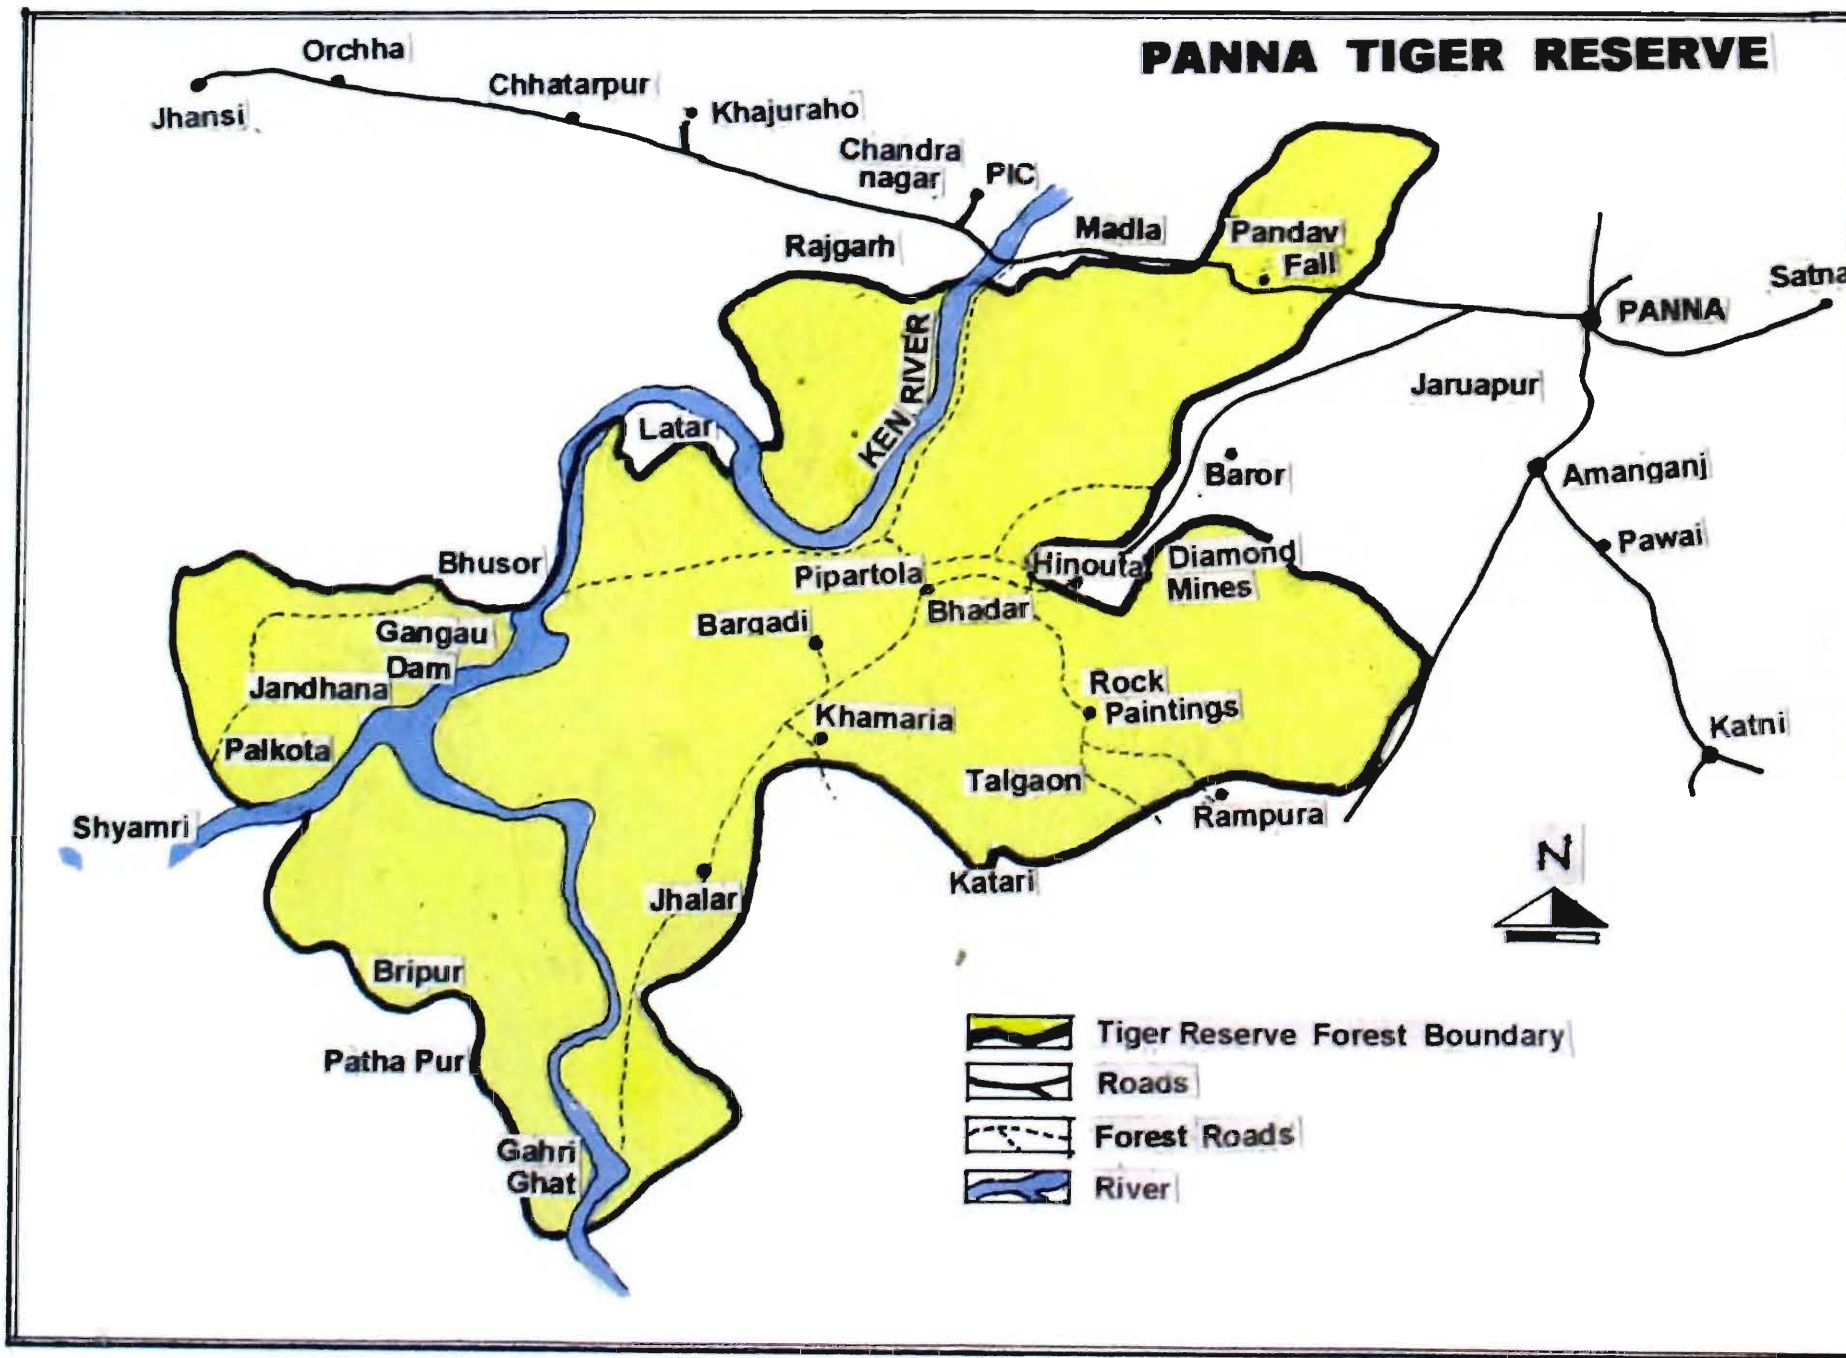 PANNA TIGER RESERVE
Orchha
Jhansi
Chhatarpur
Khajuraho
Chandra
nagar
PIC
Rajgarh
Madla
Pandav
Fall
Satna
PANNA
KEN RIVER
Jaruapur
Latar
Baror
Amanganj
Pawai
Bhusor
Hinouta
Diamond
Mines
Pipartola
Bhadar
Bargadi
Gangau
Dam
Jandhana
Rock
Paintings
Khamaria
Katni
Palkota
Talgaon
Rampura
Shyamri
Katari
Jhalar
N
Bripur
Patha Pur
Gahri
Ghat
Tiger Reserve Forest Boundary
Roads
Forest Roads
River